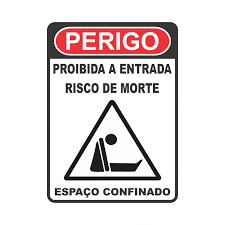 PERIGO
PROIBIDA A ENTRADA
RISCO DE MORTE
ESPAÇO CONFINADO